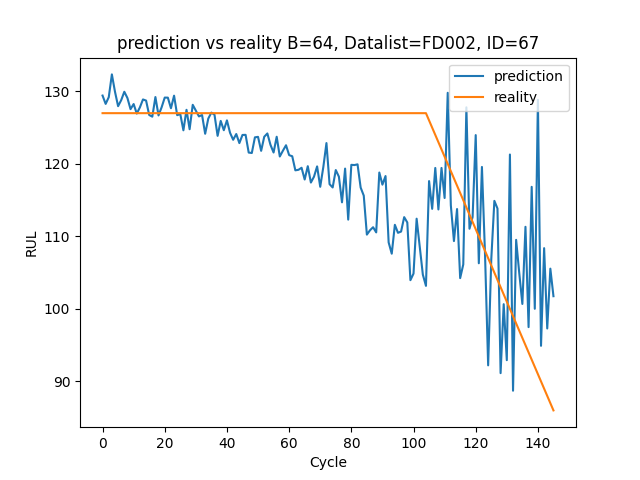 prediction vs reality B=64, Datalist=FD002, ID=67
prediction
reality
RUL
130
120
110
100
90
0 20 40 60 80 100 120 140
Cycle